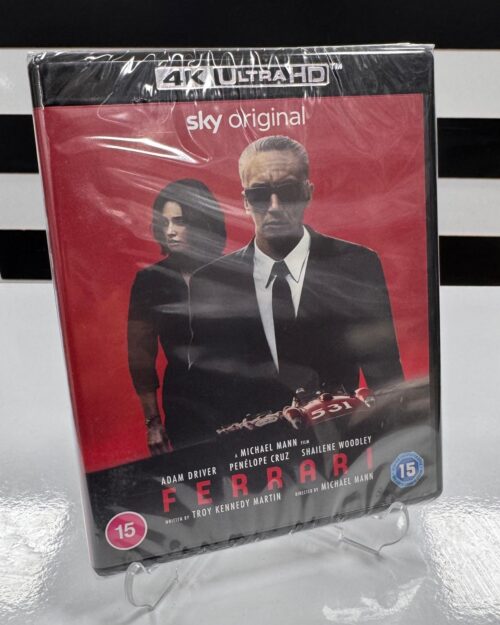 4K ULTRA HD™
sky original
531
A MICHAEL MANN FILM
ADAM DRIVER PENÉLOPE CRUZ SHAILENE WOODLEY
FERRARI
WRITTEN BY TROY KENNEDY MARTIN DIRECTED BY MICHAEL MANN
15
15